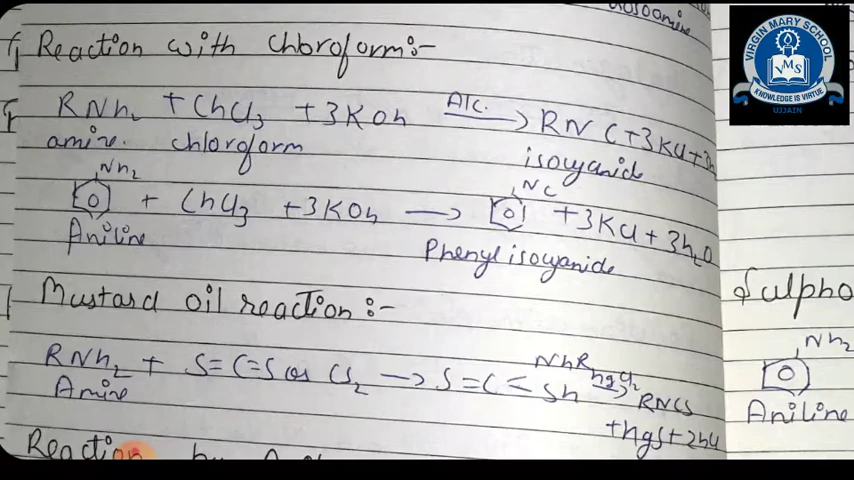 Reaction with chloroform:-
RNh₂ + ChCl₃ + 3KOh Alc. → RNC + 3KCl + 3h
amine. chloroform isocyanide
Nh₂ NC
+ ChCl₃ + 3KOh → + 3KCl + 3h₂O
Aniline Phenyl isocyanide
Mustard oil reaction:-
RNh₂ + S=C=S or CS₂ → S=C< NhR Sh hgCl₂ → RNCS
Amine + hgS + 2hCl
Reaction
Sulpho
Nh₂
Aniline
VIRGIN MARY SCHOOL
VMS
KNOWLEDGE IS VIRTUE
UJJAIN